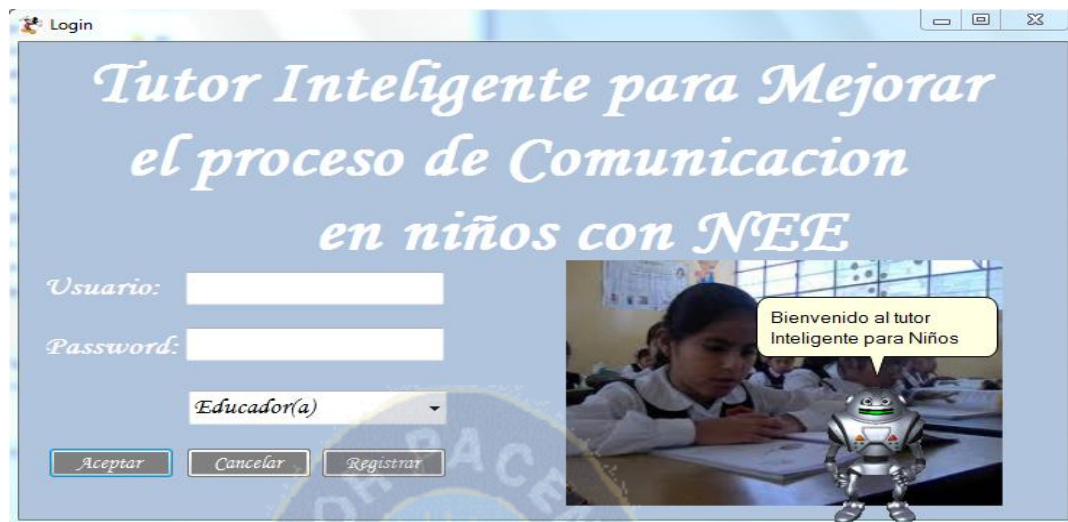 Login
Tutor Inteligente para Mejorar
el proceso de Comunicacion
en niños con NEE
Usuario:
Password:
Educador(a)
Aceptar Cancelar Registrar
Bienvenido al tutor
Inteligente para Niños